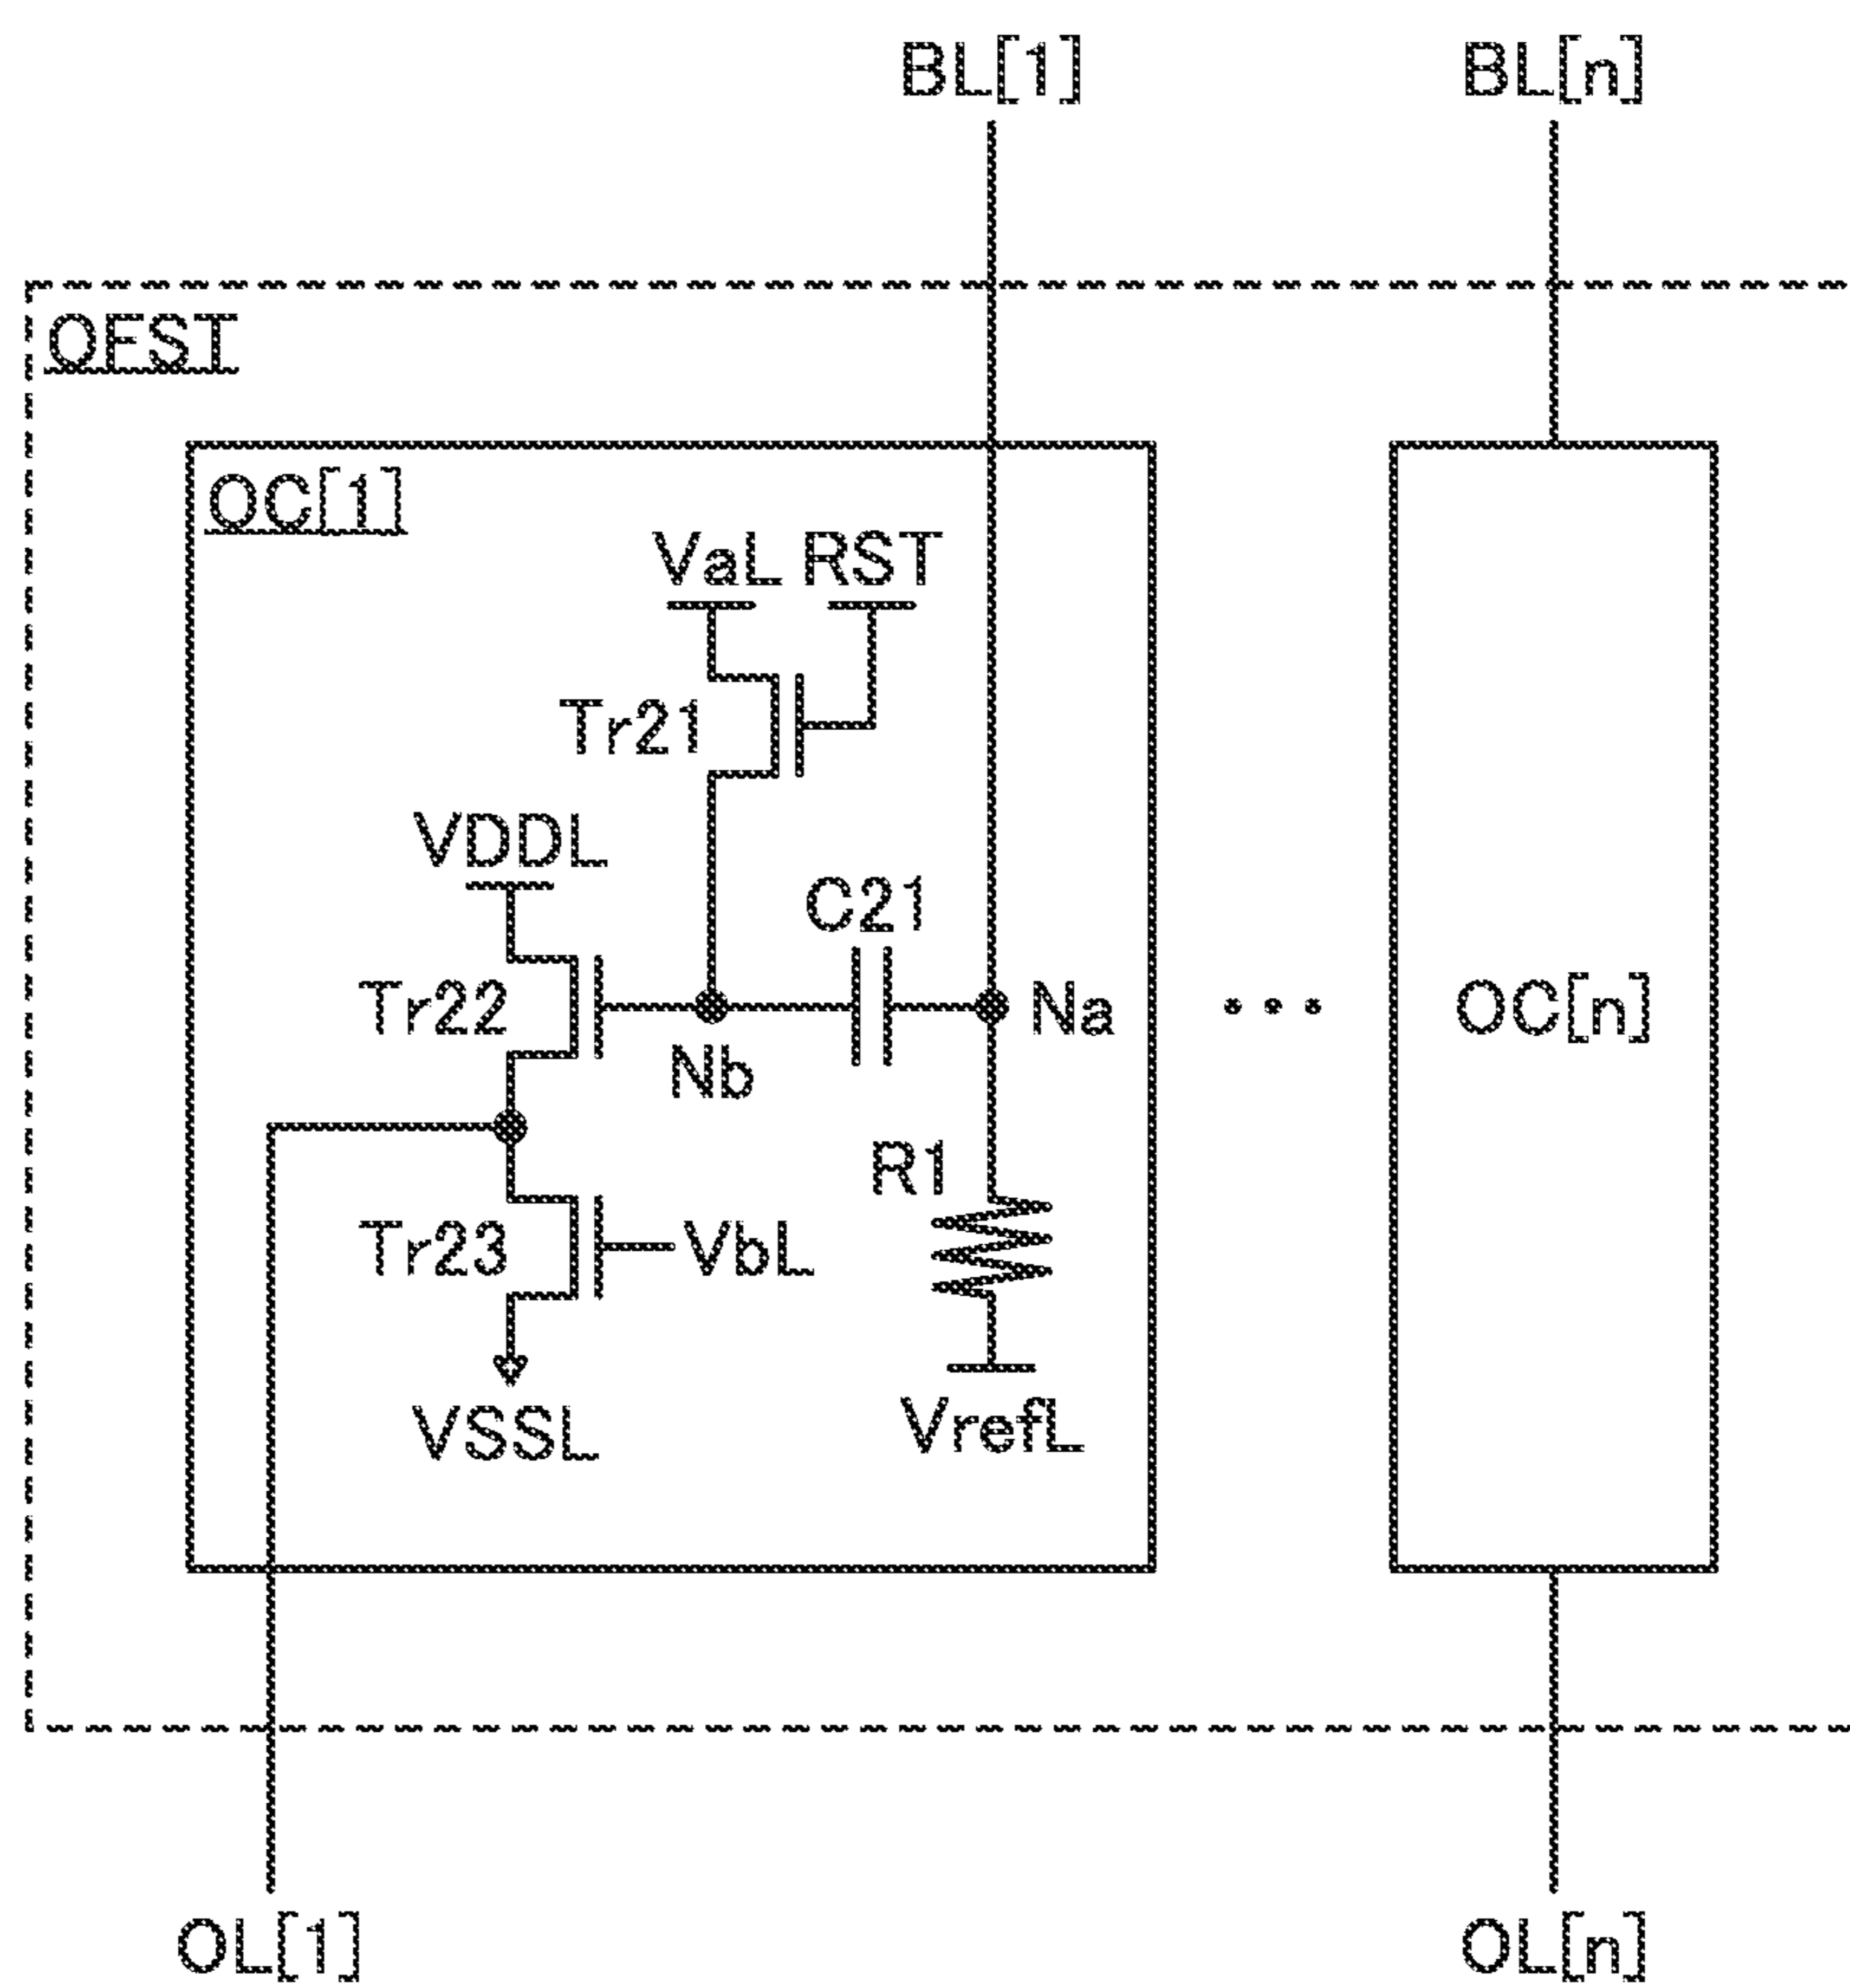 BL[1] BL[n]
OFST
OC[1]
VaL RST
Tr21
VDDL
C21
Tr22 Na ••• OC[n]
Nb
R1
Tr23 VbL
VSSL VrefL
OL[1] OL[n]